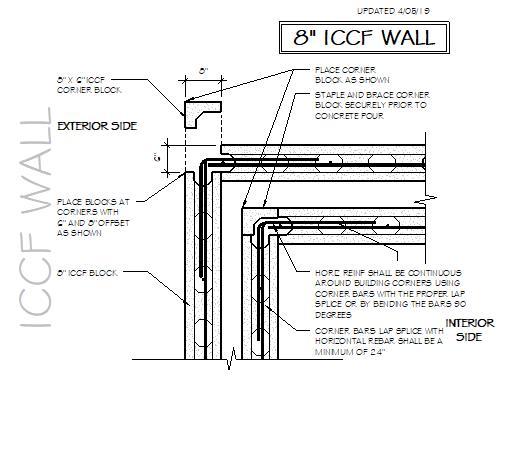 UPDATED 4/05/19
8" ICCF WALL
8"
PLACE CORNER
BLOCK AS SHOWN
8" X 6" ICCF
CORNER BLOCK
STAPLE AND BRACE CORNER
BLOCK SECURELY PRIOR TO
CONCRETE POUR
EXTERIOR SIDE
6"
ICCF WALL
PLACE BLOCKS AT
CORNERS WITH
6" AND 8" OFFSET
AS SHOWN
8" ICCF BLOCK
HORIZ REINF SHALL BE CONTINUOUS
AROUND BUILDING CORNERS USING
CORNER BARS WITH THE PROPER LAP
SPLICE OR BY BENDING THE BARS 90
DEGREES
CORNER BARS LAP SPLICE WITH
HORIZONTAL REBAR SHALL BE A
MINIMUM OF 24"
INTERIOR
SIDE